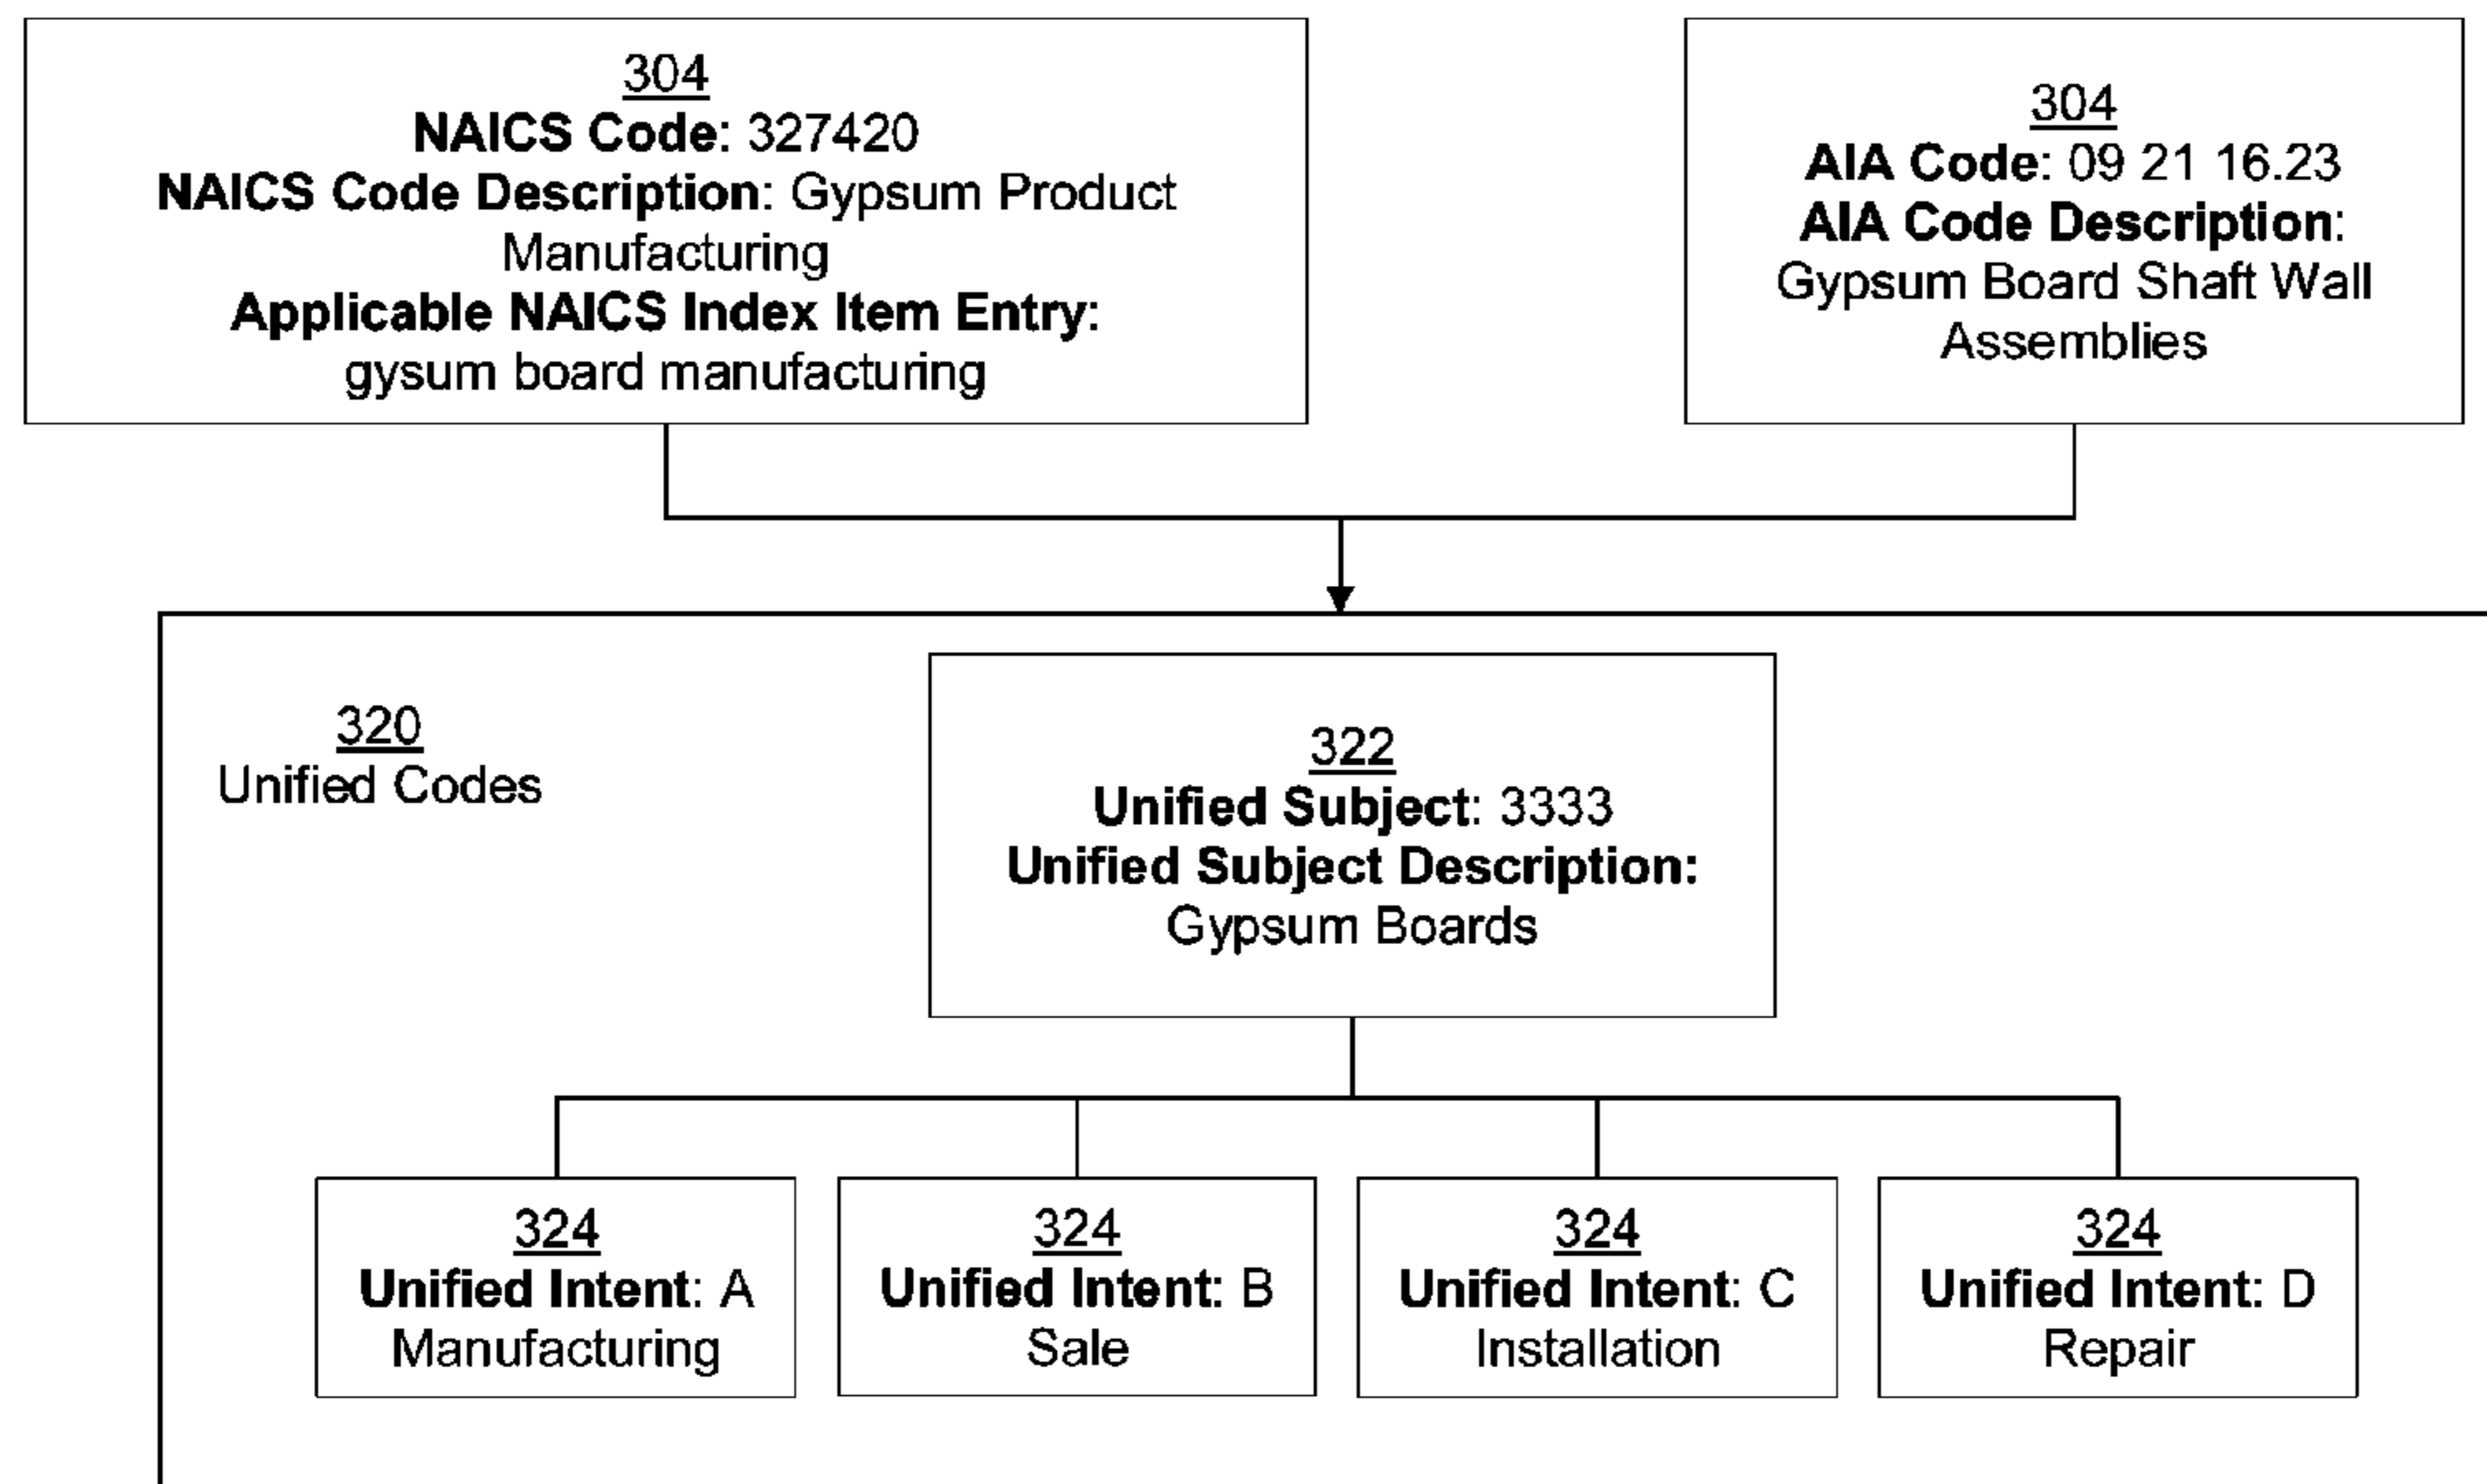 304
NAICS Code: 327420
NAICS Code Description: Gypsum Product
Manufacturing
Applicable NAICS Index Item Entry:
gysum board manufacturing
304
AIA Code: 09 21 16.23
AIA Code Description:
Gypsum Board Shaft Wall
Assemblies
320
Unified Codes
322
Unified Subject: 3333
Unified Subject Description:
Gypsum Boards
324
Unified Intent: A
Manufacturing
324
Unified Intent: B
Sale
324
Unified Intent: C
Installation
324
Unified Intent: D
Repair